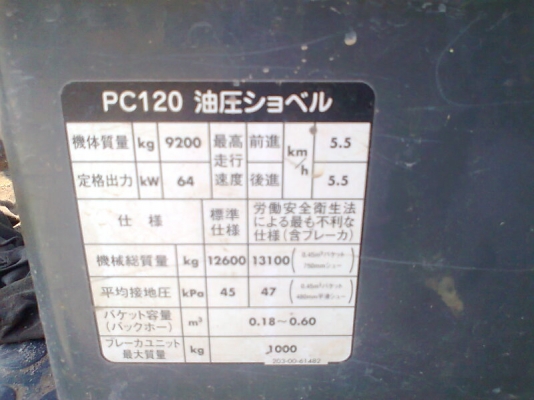 PC120 油圧ショベル
機体質量 kg 9200 最高走行速度 前進 km/h 5.5
定格出力 kW 64 後進 5.5
仕様 標準仕様 労働安全衛生法
による最も不利な
仕様(含ブレーカ)
機械総質量 kg 12600 13100
平均接地圧 kPa 45 47
バケット容量
(バックホー) m³ 0.18〜0.60
ブレーカユニット
最大質量 kg 1000
203-00-61492